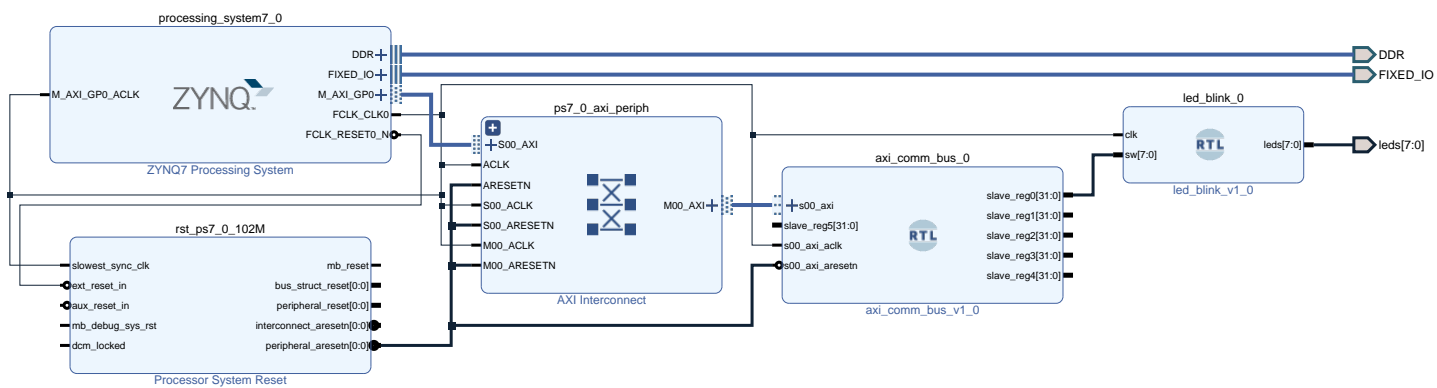 processing_system7_0
DDR
FIXED_IO
M_AXI_GP0_ACLK
M_AXI_GP0
FCLK_CLK0
FCLK_RESET0_N
ZYNQ
ZYNQ7 Processing System
DDR
FIXED_IO
ps7_0_axi_periph
S00_AXI
ACLK
ARESETN
S00_ACLK
S00_ARESETN
M00_ACLK
M00_ARESETN
M00_AXI
AXI Interconnect
led_blink_0
clk
sw[7:0]
RTL
leds[7:0]
led_blink_v1_0
leds[7:0]
axi_comm_bus_0
s00_axi
slave_reg5[31:0]
s00_axi_aclk
s00_axi_aresetn
RTL
slave_reg0[31:0]
slave_reg1[31:0]
slave_reg2[31:0]
slave_reg3[31:0]
slave_reg4[31:0]
axi_comm_bus_v1_0
rst_ps7_0_102M
slowest_sync_clk
ext_reset_in
aux_reset_in
mb_debug_sys_rst
dcm_locked
mb_reset
bus_struct_reset[0:0]
peripheral_reset[0:0]
interconnect_aresetn[0:0]
peripheral_aresetn[0:0]
Processor System Reset